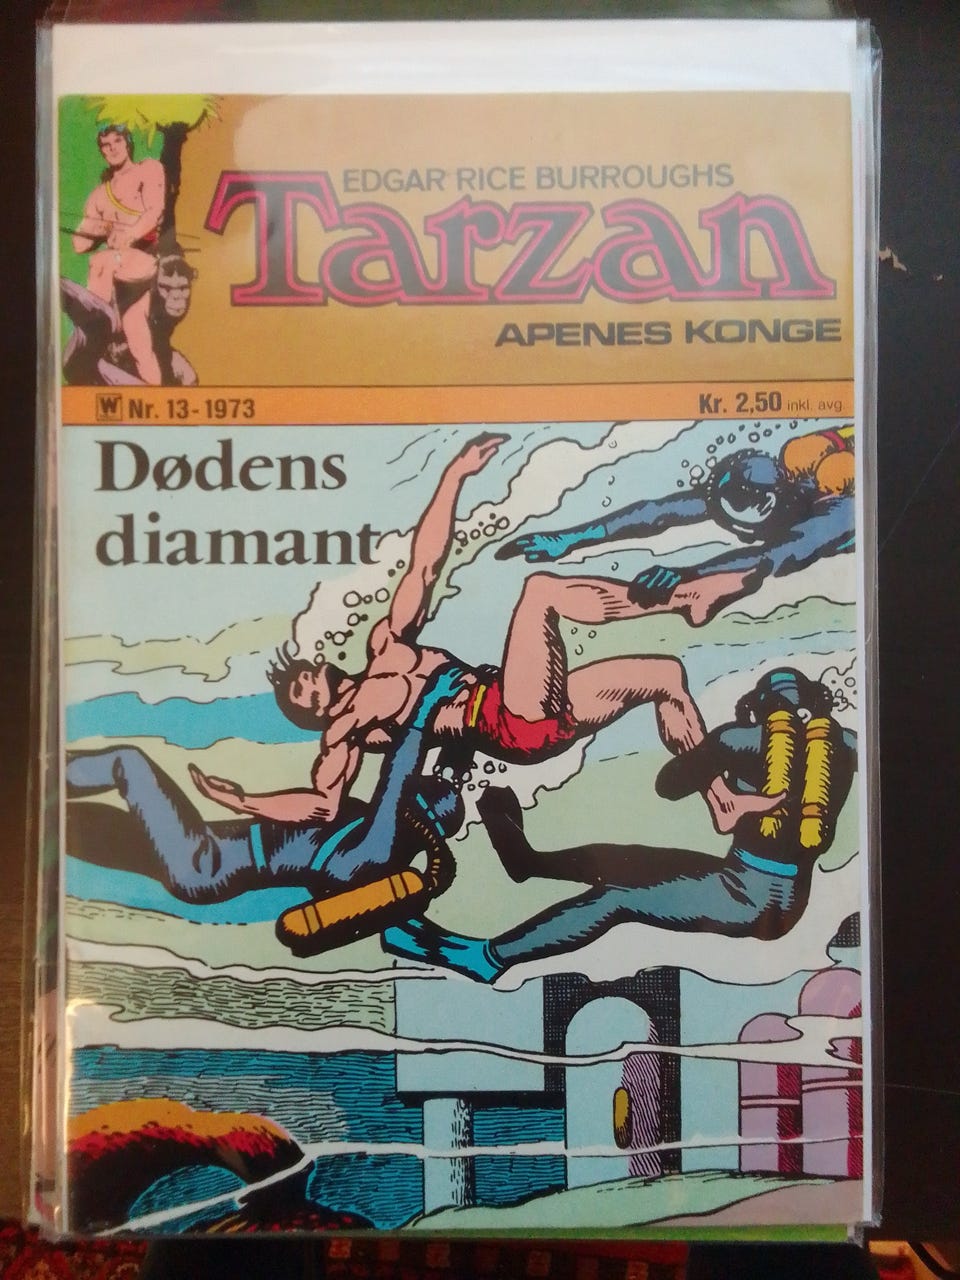 EDGAR RICE BURROUGHS
Tarzan
APENES KONGE
W Nr. 13-1973
Kr. 2,50 inkl. avg.
Dødens
diamant